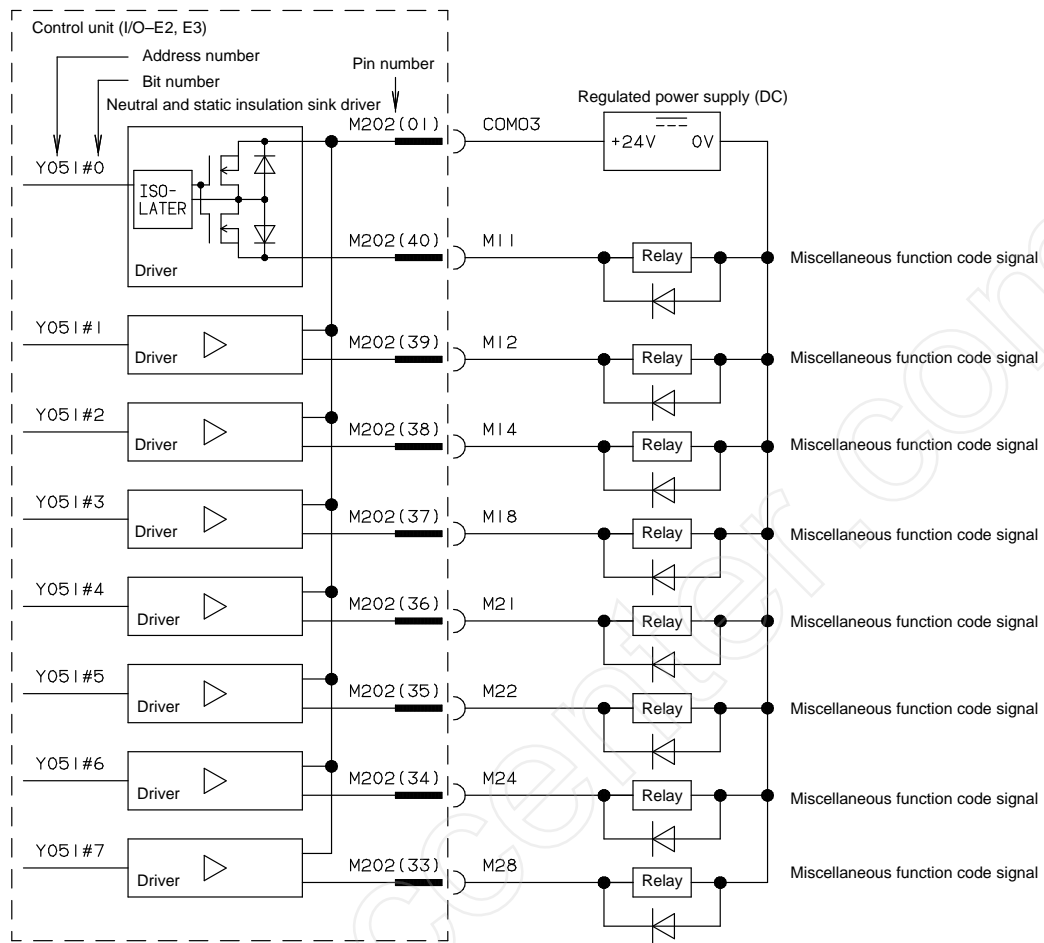 Control unit (I/O–E2, E3)
Address number
Bit number
Pin number
Neutral and static insulation sink driver
Regulated power supply (DC)
M202(01) COM03
+24V 0V
Y051#0
ISO-
LATER
Driver
M202(40) M11 Relay Miscellaneous function code signal
Y051#1
Driver M202(39) M12 Relay Miscellaneous function code signal
Y051#2
Driver M202(38) M14 Relay Miscellaneous function code signal
Y051#3
Driver M202(37) M18 Relay Miscellaneous function code signal
Y051#4
Driver M202(36) M21 Relay Miscellaneous function code signal
Y051#5
Driver M202(35) M22 Relay Miscellaneous function code signal
Y051#6
Driver M202(34) M24 Relay Miscellaneous function code signal
Y051#7
Driver M202(33) M28 Relay Miscellaneous function code signal